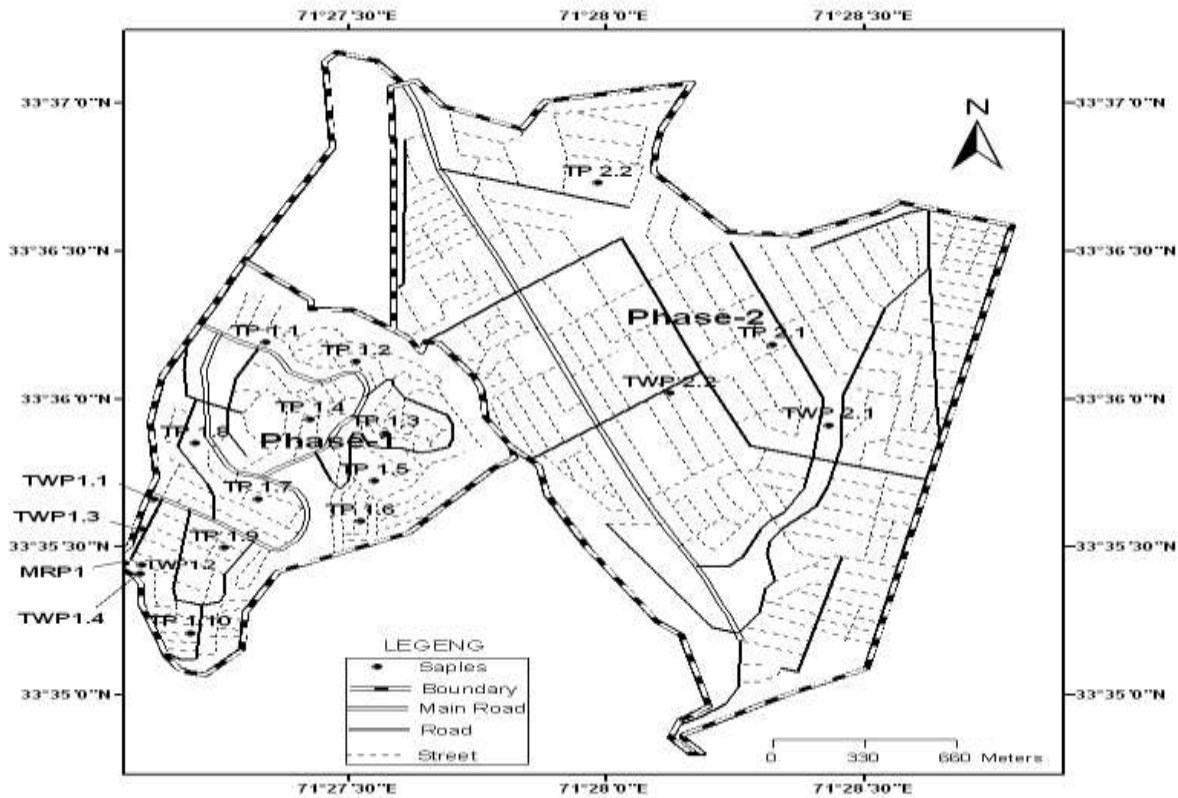 71°27'30"E 71°28'0"E 71°28'30"E
33°37'0"N 33°37'0"N
N
TP 2.2
33°36'30"N 33°36'30"N
Phase-2
TP 1.1 TP 2.1
TP 1.2
TWP 2.2
33°36'0"N 33°36'0"N
TP 1.4 TP 1.3 TWP 2.1
TP 1.8 Phase-1
TP 1.5
TWP1.1 TP 1.7
TP 1.6
TWP1.3
TP 1.9
33°35'30"N 33°35'30"N
MRP1 TWP1.2
TWP1.4
TP 1.10
LEGENG
Saples
Boundary
Main Road
Road
Street
33°35'0"N 33°35'0"N
0 330 660 Meters
71°27'30"E 71°28'0"E 71°28'30"E